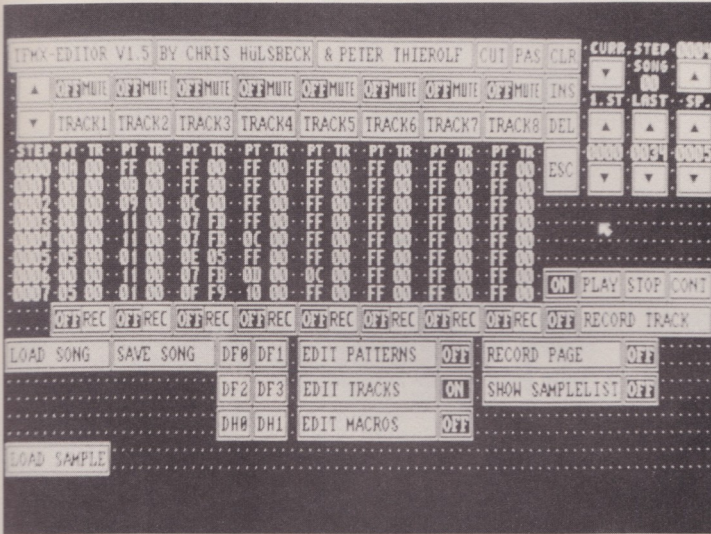 TFMX-EDITOR V1.5 BY CHRIS HüLSBECK & PETER THIEROLF CUT PAS CLR CURR.STEP 0004
SONG
00
OFF MUTE OFF MUTE OFF MUTE OFF MUTE OFF MUTE OFF MUTE OFF MUTE OFF MUTE INS
1.ST LAST SP.
TRACK1 TRACK2 TRACK3 TRACK4 TRACK5 TRACK6 TRACK7 TRACK8 DEL
0000 0034 0005
STEP PT TR PT TR PT TR PT TR PT TR PT TR PT TR PT TR ESC
0000 0A 00 FF 00 FF 00 FF 00 FF 00 FF 00 FF 00 FF 00
0001 00 00 0B 00 FF 00 FF 00 FF 00 FF 00 FF 00 FF 00
0002 00 00 09 00 0C 00 FF 00 FF 00 FF 00 FF 00 FF 00
0003 00 00 11 00 07 FB FF 00 FF 00 FF 00 FF 00 FF 00
0004 00 00 11 00 07 FB 0C 00 FF 00 FF 00 FF 00 FF 00
0005 05 00 01 00 0E 05 FF 00 FF 00 FF 00 FF 00 FF 00
0006 00 00 11 00 07 FB 0D 00 0C 00 FF 00 FF 00 FF 00
0007 05 00 01 00 0F F9 10 00 FF 00 FF 00 FF 00 FF 00
ON PLAY STOP CONT
OFF REC OFF REC OFF REC OFF REC OFF REC OFF REC OFF REC OFF REC OFF RECORD TRACK
LOAD SONG SAVE SONG DF0 DF1 EDIT PATTERNS OFF RECORD PAGE OFF
DF2 DF3 EDIT TRACKS ON SHOW SAMPLELIST OFF
DH0 DH1 EDIT MACROS OFF
LOAD SAMPLE